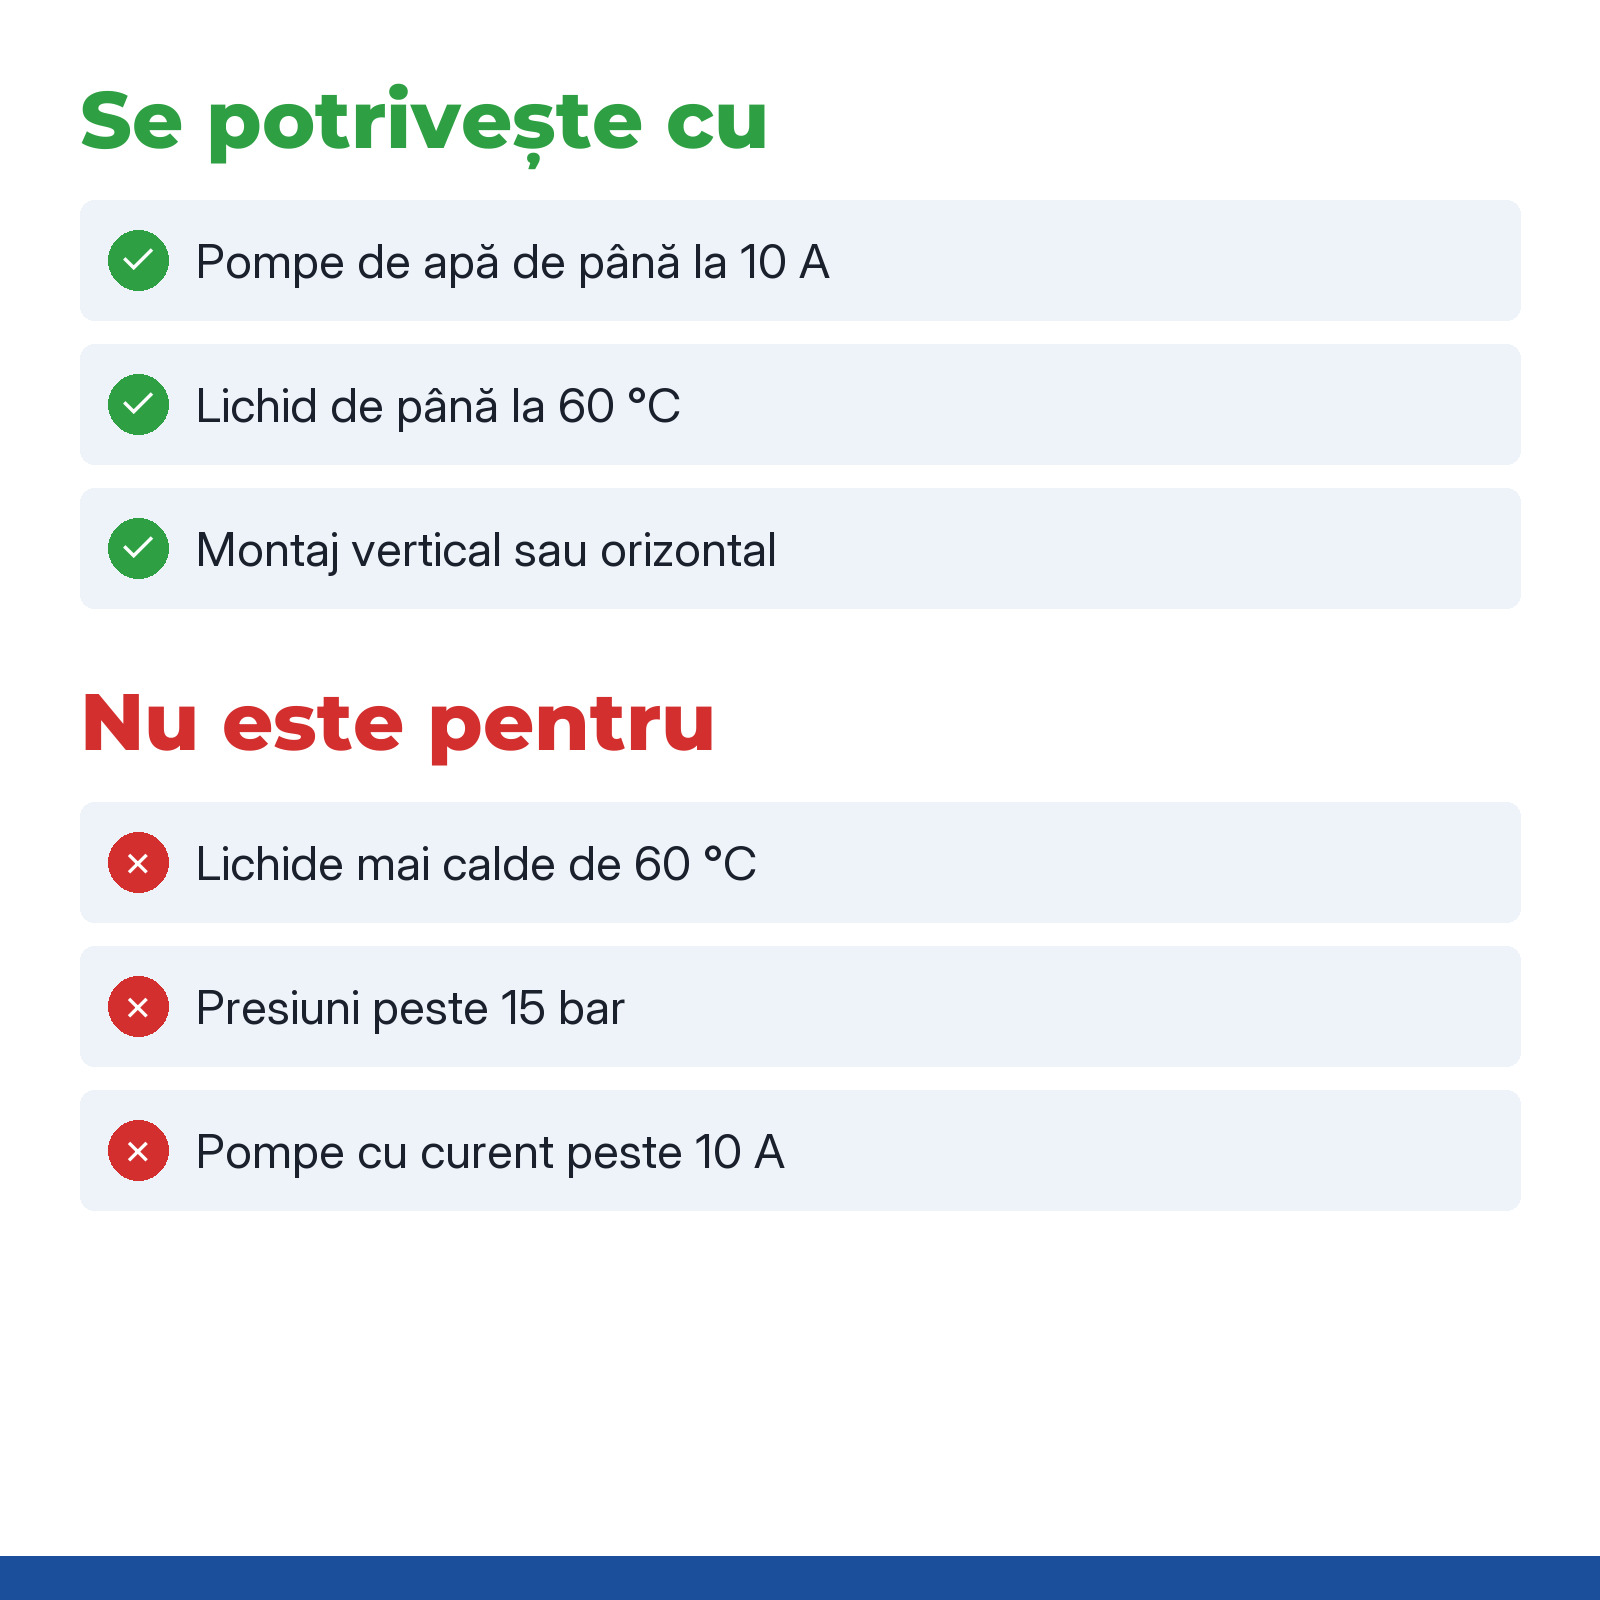 Se potrivește cu
Pompe de apă de până la 10 A
Lichid de până la 60 °C
Montaj vertical sau orizontal
Nu este pentru
Lichide mai calde de 60 °C
Presiuni peste 15 bar
Pompe cu curent peste 10 A